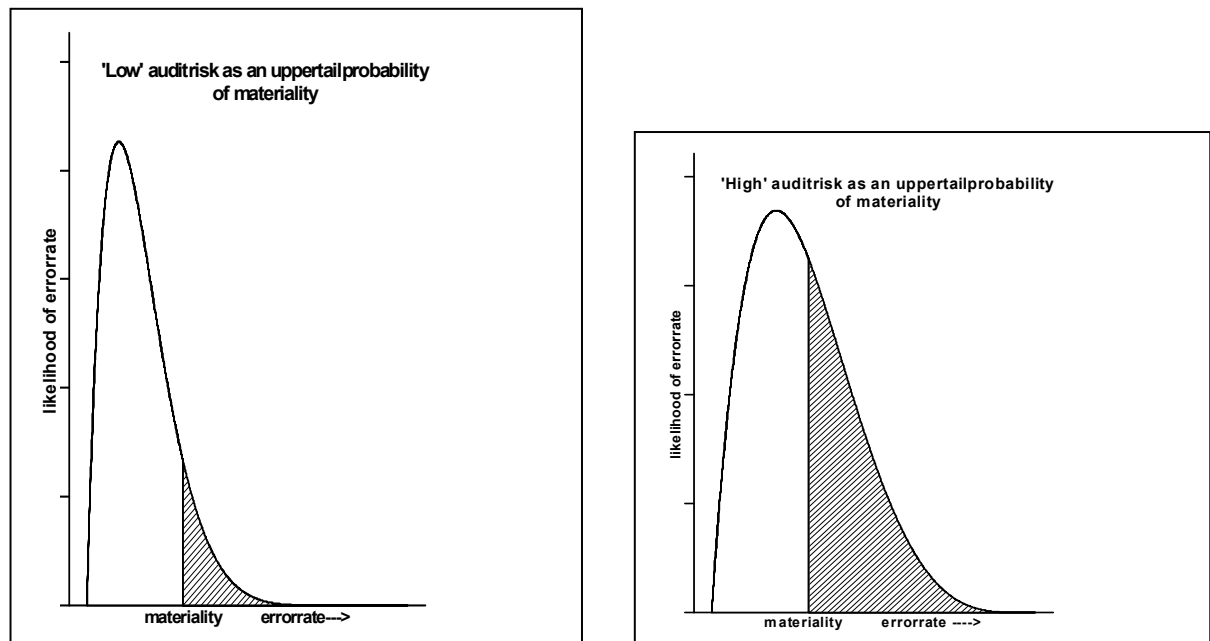 'Low' auditrisk as an uppertailprobability
of materiality
likelihood of errorrate
materiality errorrate--->
'High' auditrisk as an uppertailprobability
of materiality
likelihood of errorrate
materiality errorrate ---->